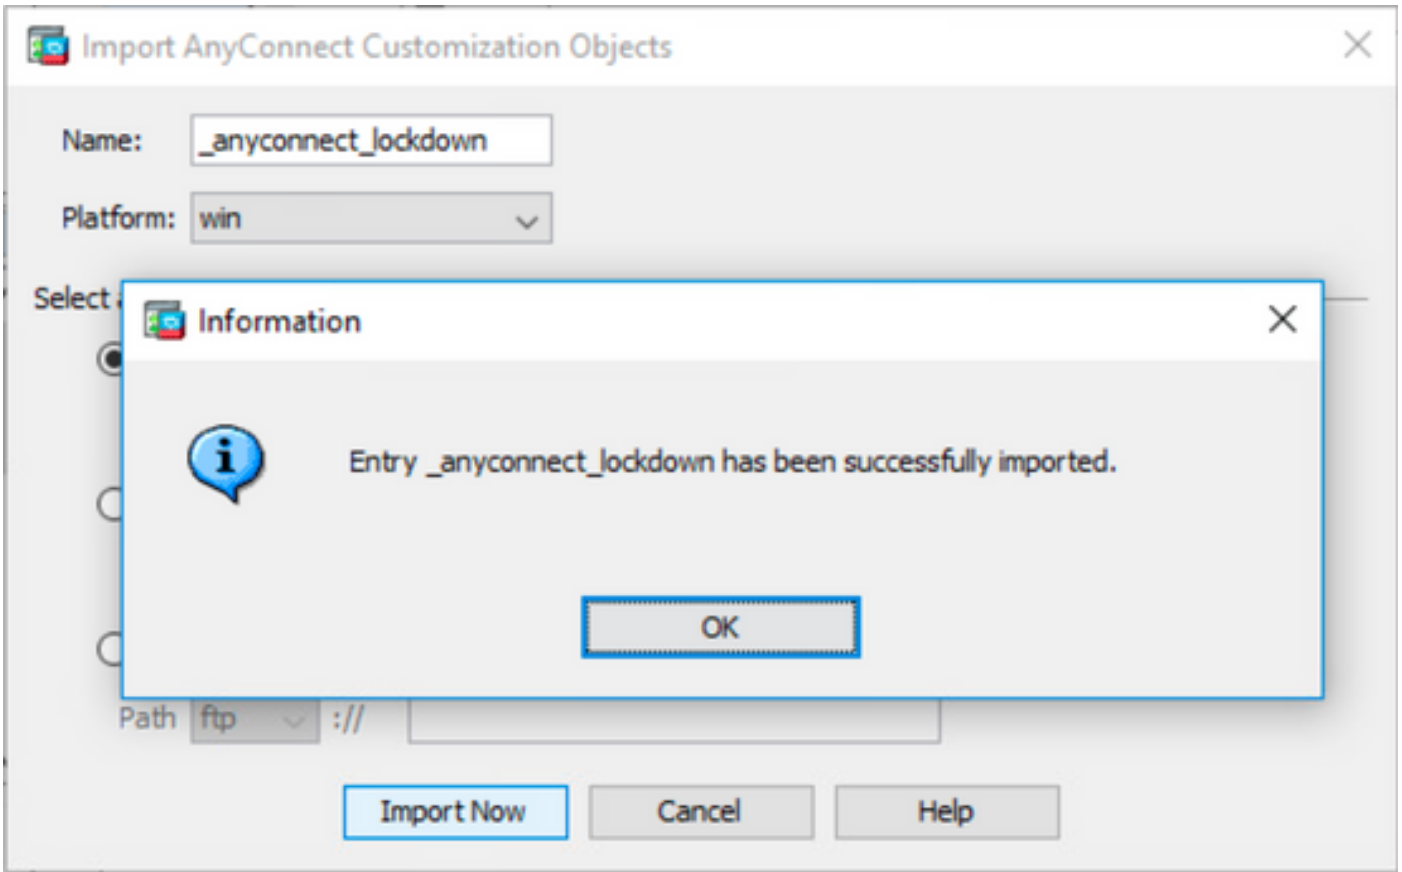 Import AnyConnect Customization Objects
Name: _anyconnect_lockdown
Platform: win
Select
Information
Entry _anyconnect_lockdown has been successfully imported.
OK
Path ftp ://
Import Now Cancel Help